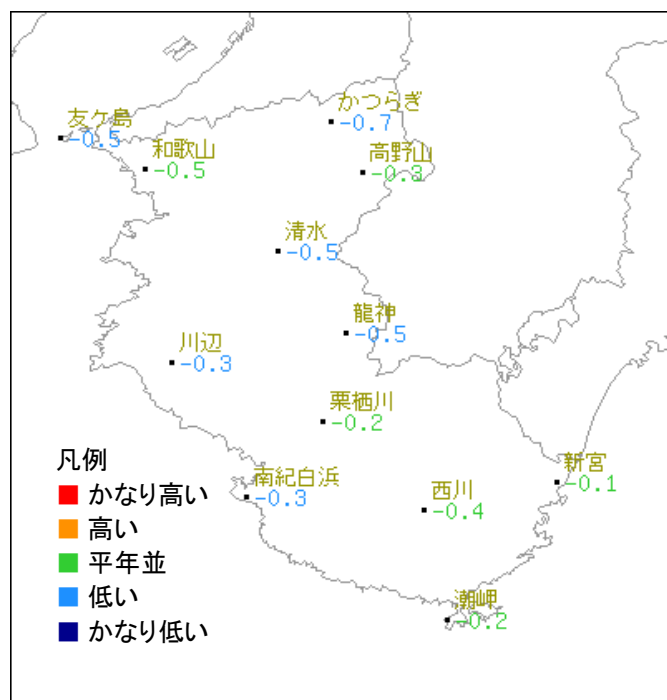 かつらぎ
-0.7
友ケ島
-0.5
和歌山
-0.5
高野山
-0.3
清水
-0.5
龍神
-0.5
川辺
-0.3
栗栖川
-0.2
凡例
かなり高い
高い
平年並
低い
かなり低い
南紀白浜
-0.3
西川
-0.4
新宮
-0.1
潮岬
-0.2